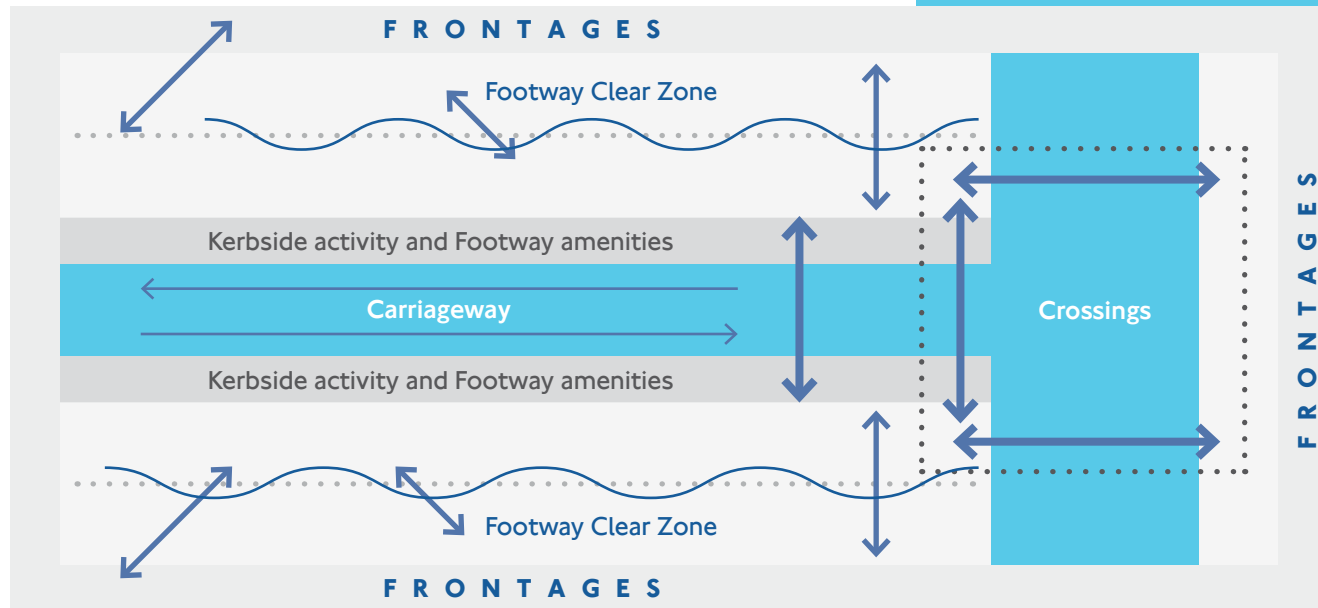 FRONTAGES
Footway Clear Zone
Kerbside activity and Footway amenities
Carriageway
Crossings
FRONTAGES
Kerbside activity and Footway amenities
Footway Clear Zone
FRONTAGES